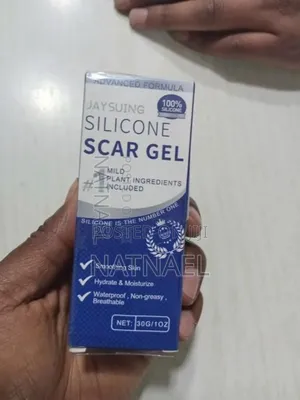 ADVANCED FORMULA
JAYSUING
100%
SILICONE
SILICONE
SCAR GEL
MILD
PLANT INGREDIENTS
INCLUDED
SILICONE IS THE NUMBER ONE
NATNAEL
Smoothing Skin
Hydrate & Moisturize
Waterproof, Non-greasy,
Breathable
NET: 30G/1OZ